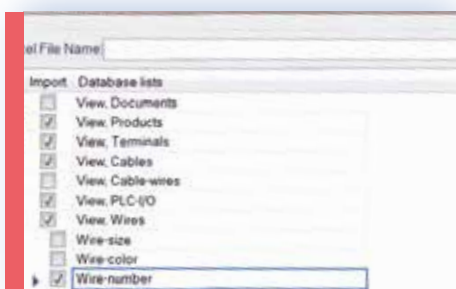 el File Name:
Import Database lists
View, Documents
View, Products
View, Terminals
View, Cables
View, Cable-wires
View, PLC-I/O
View, Wires
Wire-size
Wire-color
Wire-number